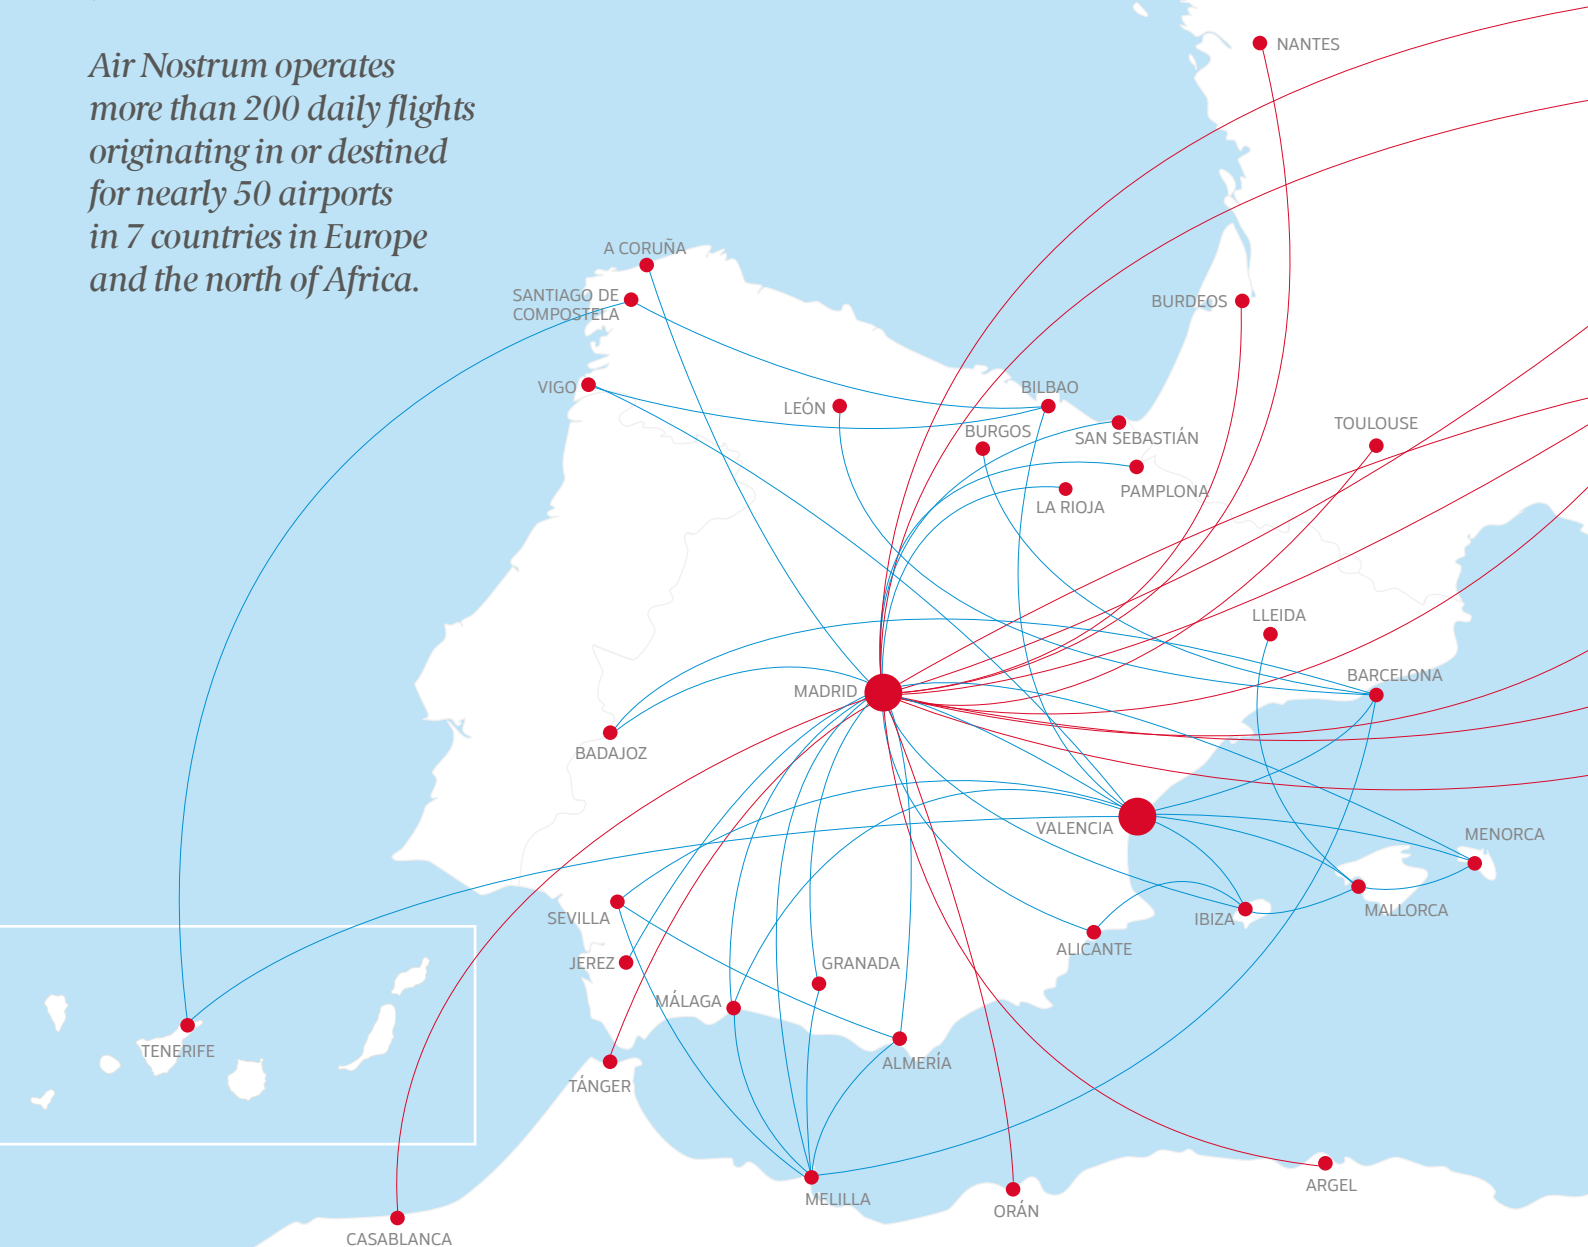 Air Nostrum operates
more than 200 daily flights
originating in or destined
for nearly 50 airports
in 7 countries in Europe
and the north of Africa.
NANTES
A CORUÑA
SANTIAGO DE
COMPOSTELA
BURDEOS
VIGO
LEÓN
BILBAO
BURGOS
SAN SEBASTIÁN
TOULOUSE
PAMPLONA
LA RIOJA
LLEIDA
BARCELONA
MADRID
BADAJOZ
VALENCIA
MENORCA
MALLORCA
IBIZA
SEVILLA
ALICANTE
JEREZ
GRANADA
MÁLAGA
TENERIFE
ALMERÍA
TÁNGER
ARGEL
MELILLA
ORÁN
CASABLANCA